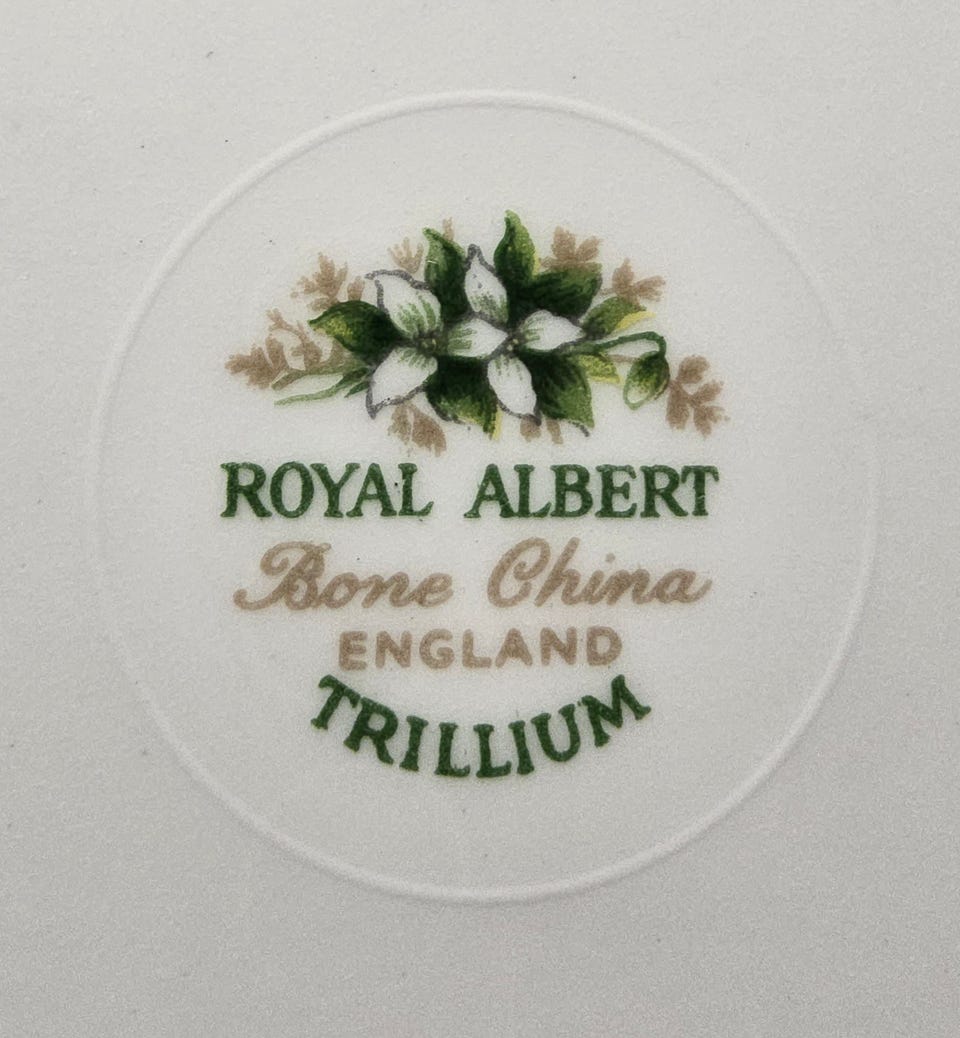 ROYAL ALBERT
Bone China
ENGLAND
TRILLIUM